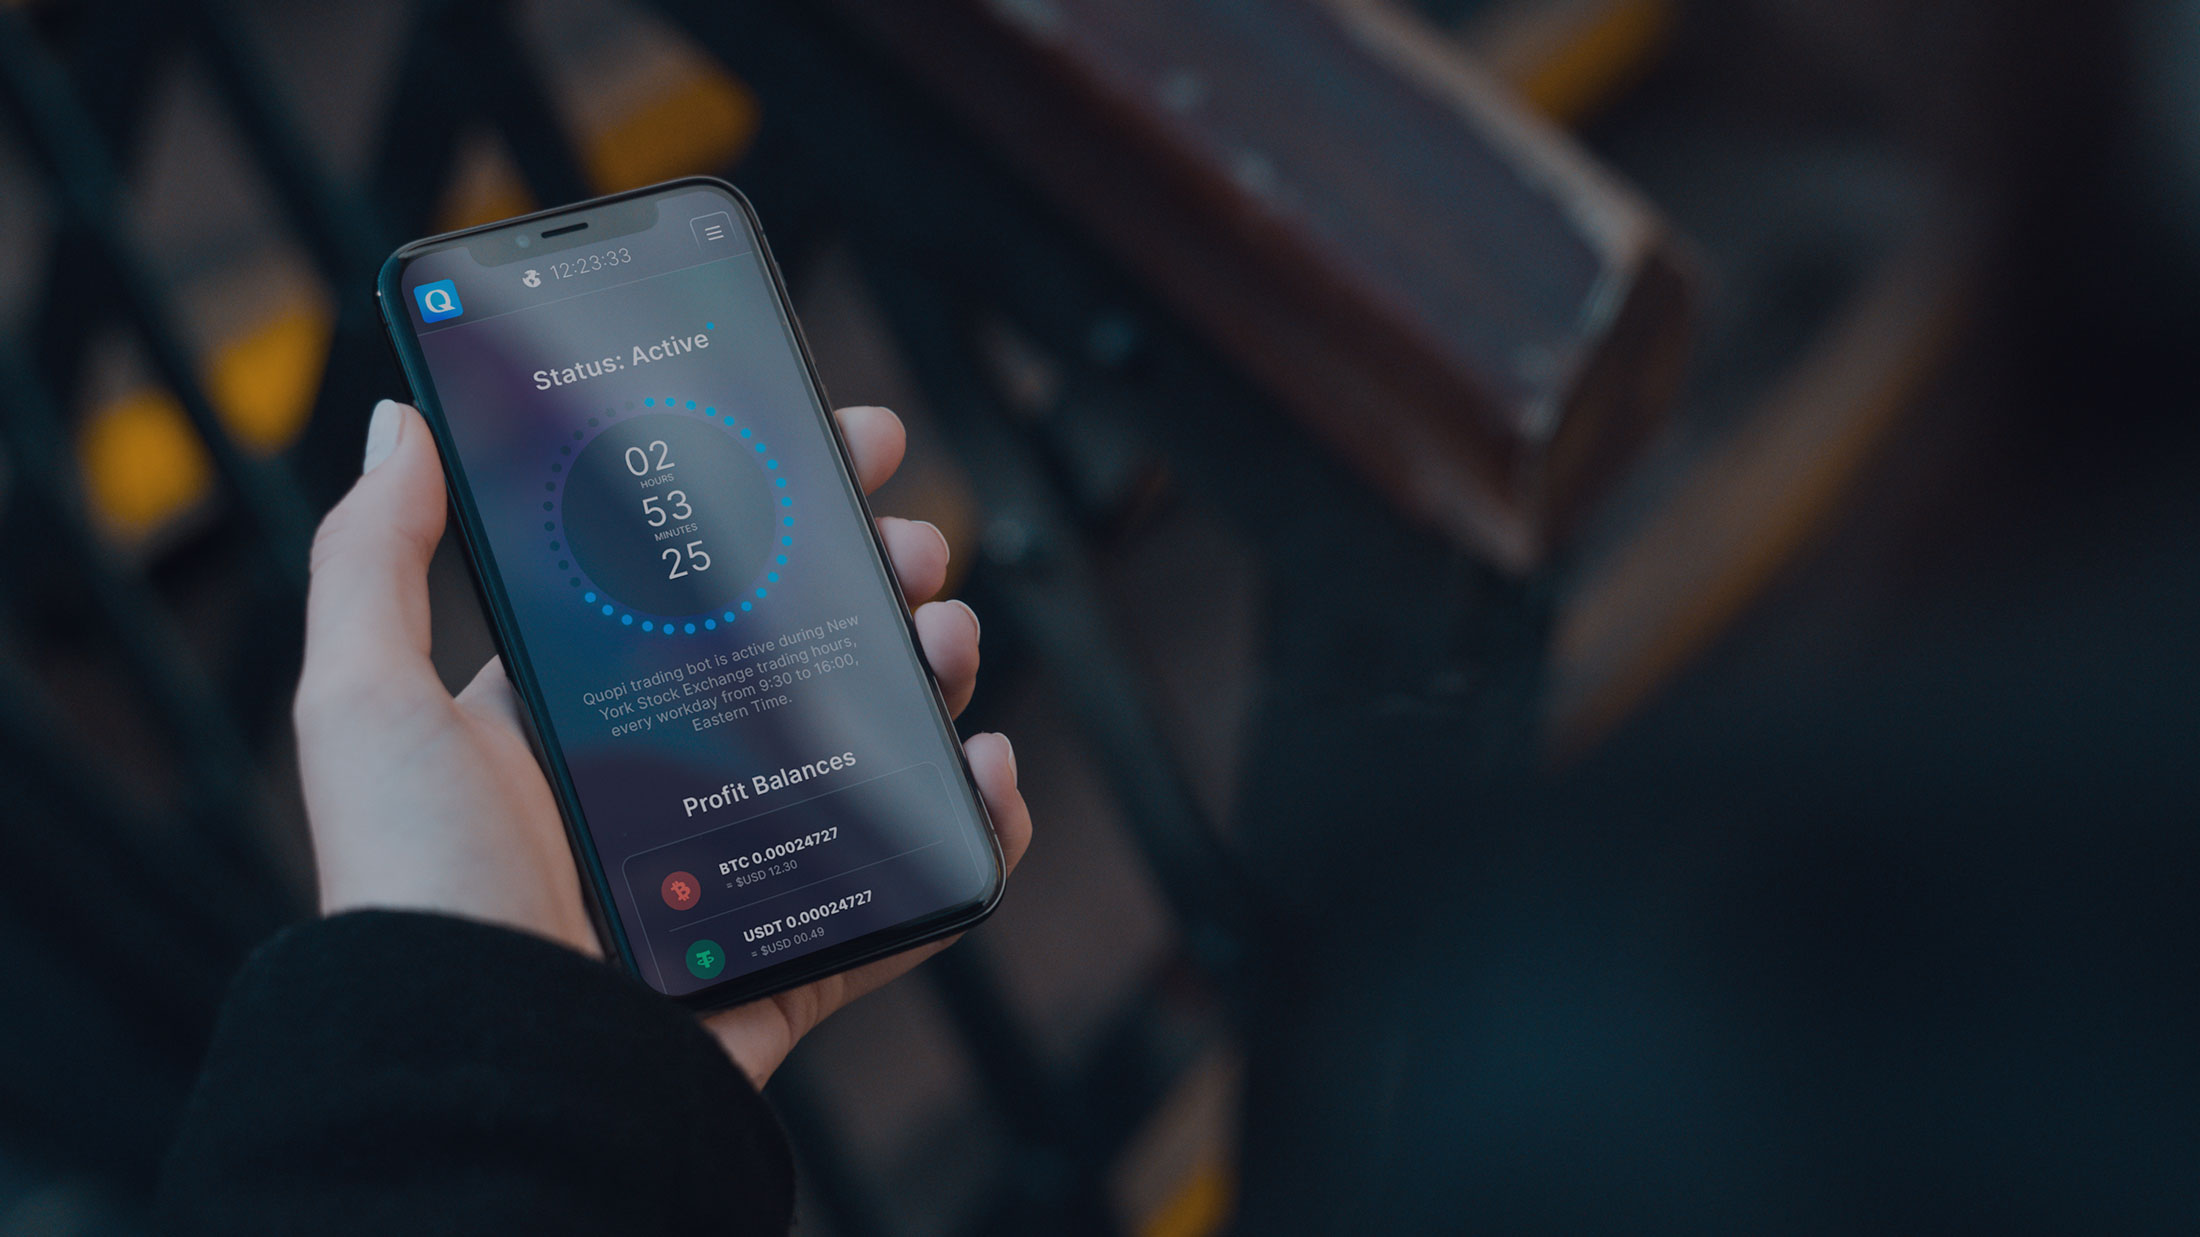 Q
12:23:33
Status: Active
02
HOURS
53
MINUTES
25
Quopi trading bot is active during New
York Stock Exchange trading hours,
every workday from 9:30 to 16:00,
Eastern Time.
Profit Balances
BTC 0.00024727
= $USD 12.30
USDT 0.00024727
= $USD 00.49